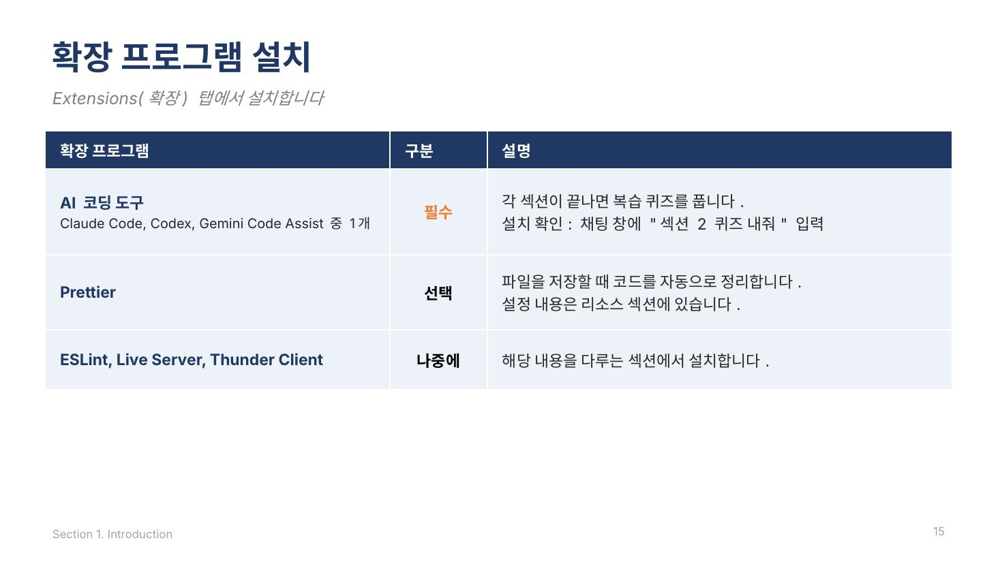 확장 프로그램 설치
Extensions(확장) 탭에서 설치합니다
확장 프로그램
구분
설명
AI 코딩 도구
Claude Code, Codex, Gemini Code Assist 중 1개
필수
각 섹션이 끝나면 복습 퀴즈를 풉니다.
설치 확인: 채팅 창에 "섹션 2 퀴즈 내줘" 입력
Prettier
선택
파일을 저장할 때 코드를 자동으로 정리합니다.
설정 내용은 리소스 섹션에 있습니다.
ESLint, Live Server, Thunder Client
나중에
해당 내용을 다루는 섹션에서 설치합니다.
Section 1. Introduction
15